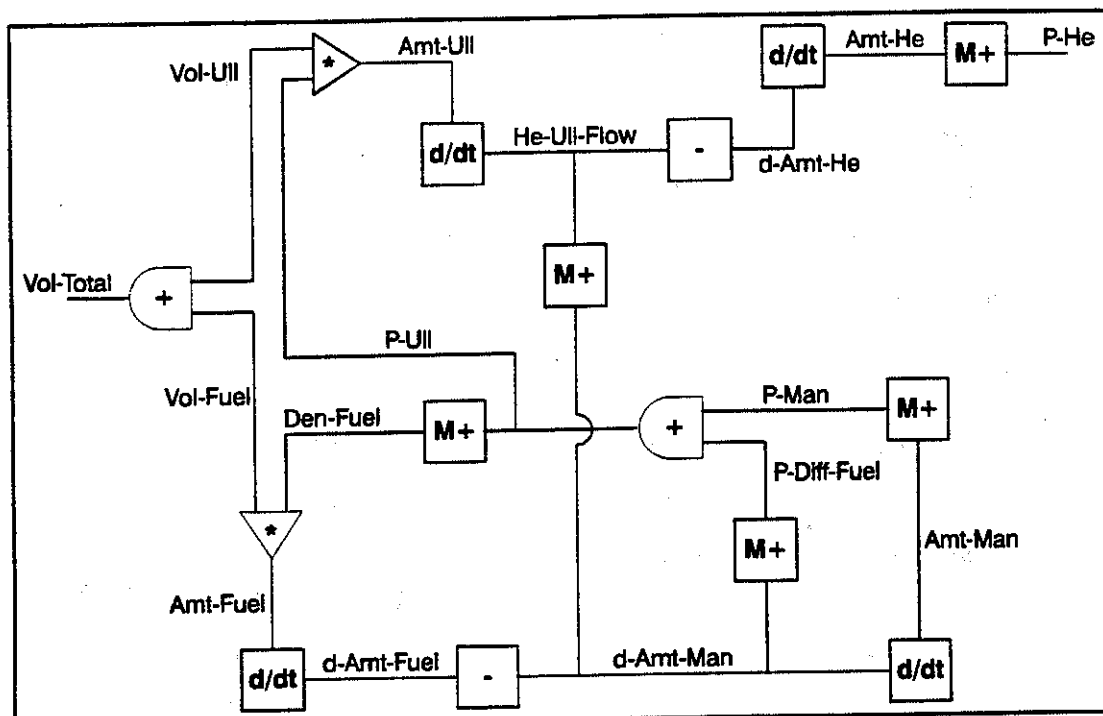 Vol-Ull
*
Amt-Ull
d/dt
Amt-He
M+
P-He
d/dt
He-Ull-Flow
-
d-Amt-He
M+
Vol-Total
+
P-Ull
Vol-Fuel
Den-Fuel
M+
+
P-Man
M+
P-Diff-Fuel
*
M+
Amt-Man
Amt-Fuel
d/dt
d-Amt-Fuel
-
d-Amt-Man
d/dt